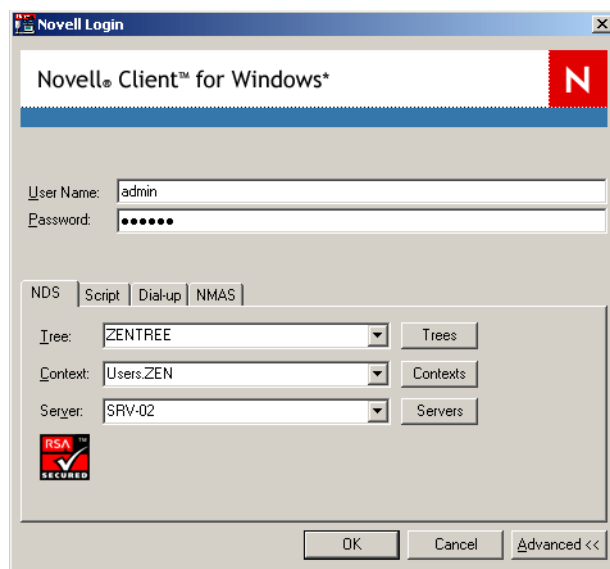 Novell Login
Novell® Client™ for Windows*
N
User Name: admin
Password: ••••••
NDS Script Dial-up NMAS
Tree: ZENTREE Trees
Context: Users.ZEN Contexts
Server: SRV-02 Servers
RSA ™
SECURED
OK Cancel Advanced <<